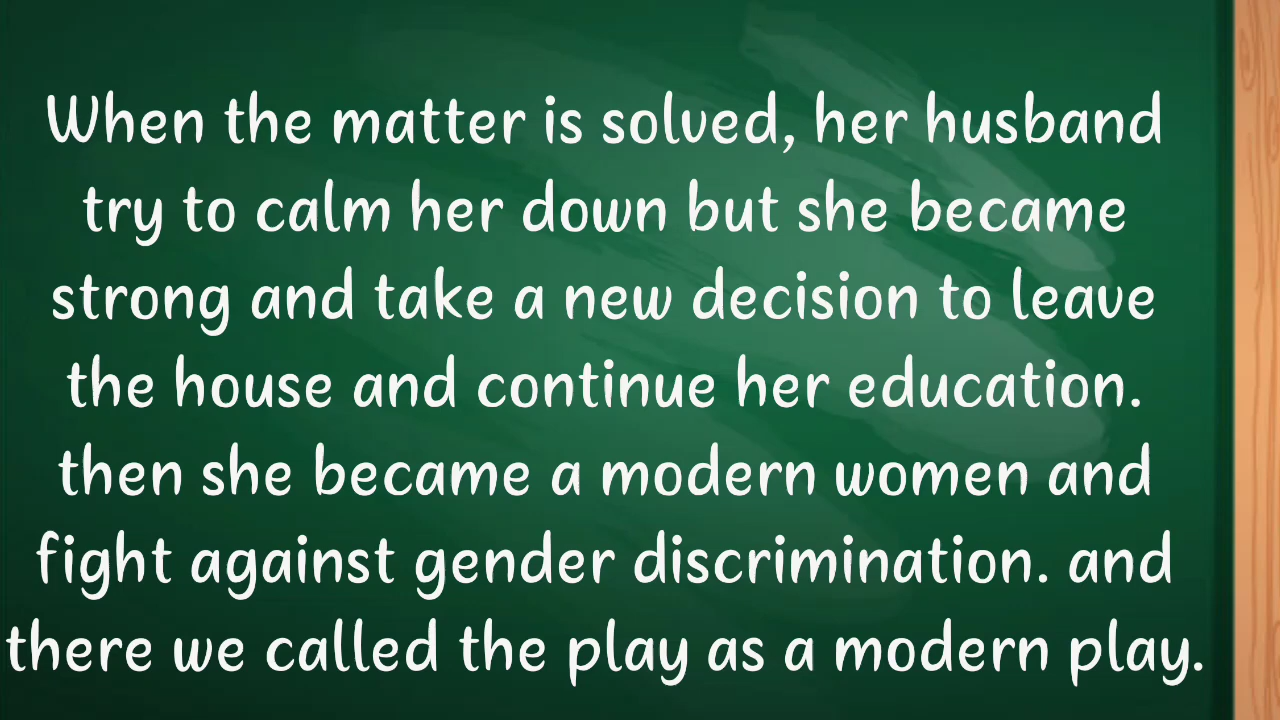 When the matter is solved, her husband
try to calm her down but she became
strong and take a new decision to leave
the house and continue her education.
then she became a modern women and
fight against gender discrimination. and
there we called the play as a modern play.